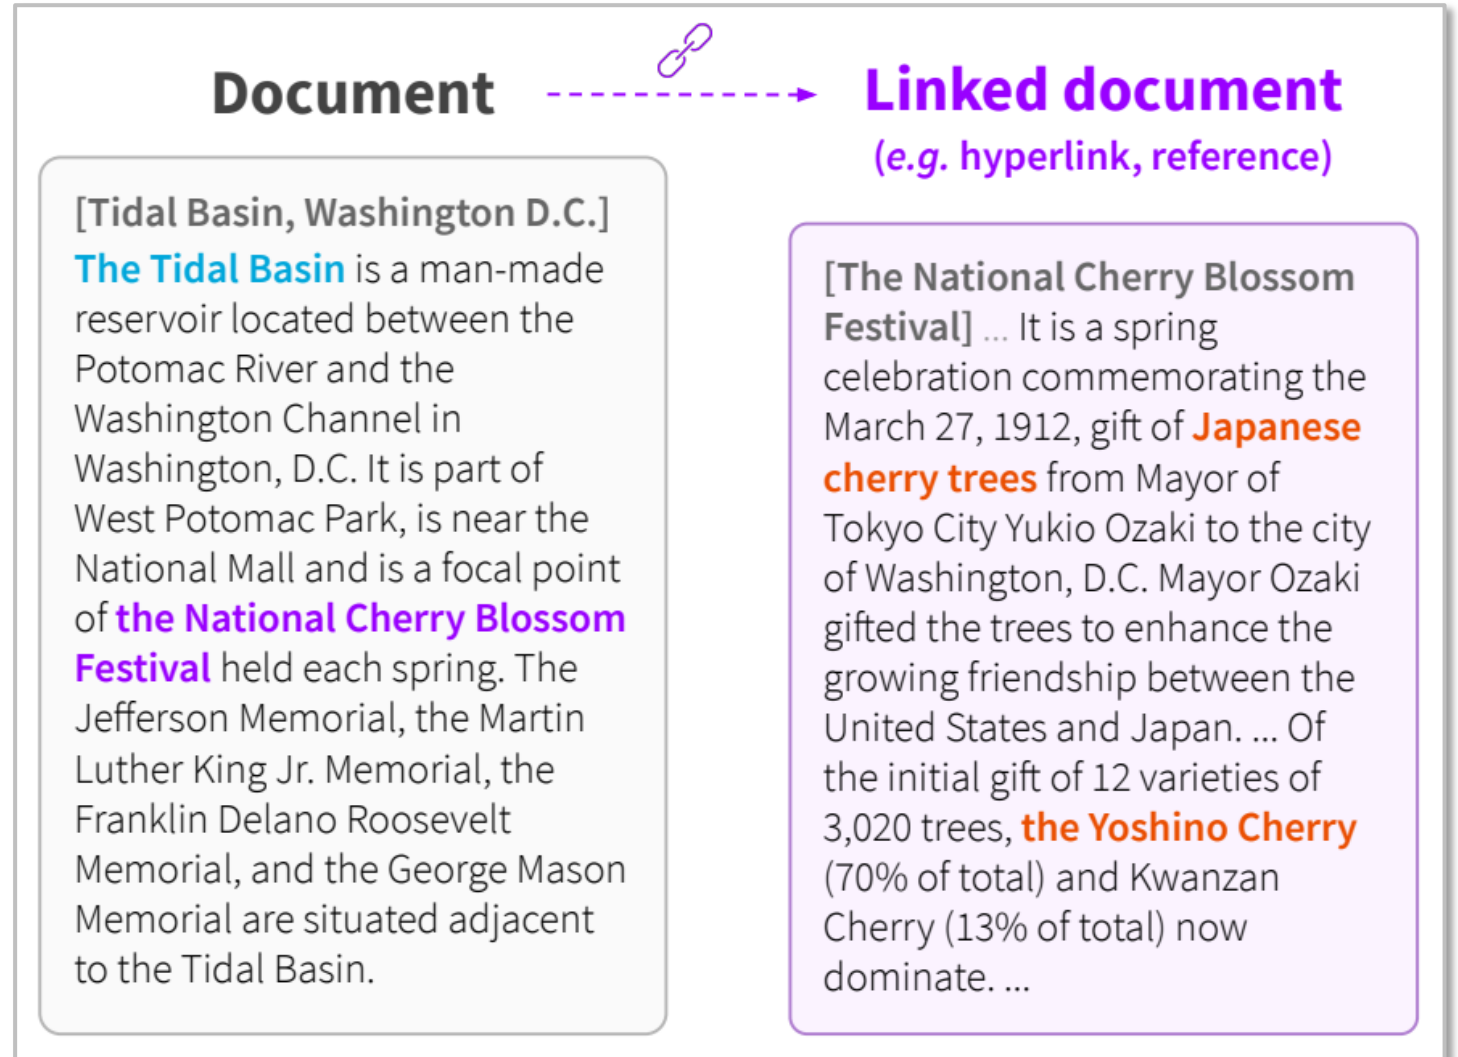 Document
Linked document
(e.g. hyperlink, reference)
[Tidal Basin, Washington D.C.]
The Tidal Basin is a man-made
reservoir located between the
Potomac River and the
Washington Channel in
Washington, D.C. It is part of
West Potomac Park, is near the
National Mall and is a focal point
of the National Cherry Blossom
Festival held each spring. The
Jefferson Memorial, the Martin
Luther King Jr. Memorial, the
Franklin Delano Roosevelt
Memorial, and the George Mason
Memorial are situated adjacent
to the Tidal Basin.
[The National Cherry Blossom
Festival] ... It is a spring
celebration commemorating the
March 27, 1912, gift of Japanese
cherry trees from Mayor of
Tokyo City Yukio Ozaki to the city
of Washington, D.C. Mayor Ozaki
gifted the trees to enhance the
growing friendship between the
United States and Japan. ... Of
the initial gift of 12 varieties of
3,020 trees, the Yoshino Cherry
(70% of total) and Kwanzan
Cherry (13% of total) now
dominate. ...